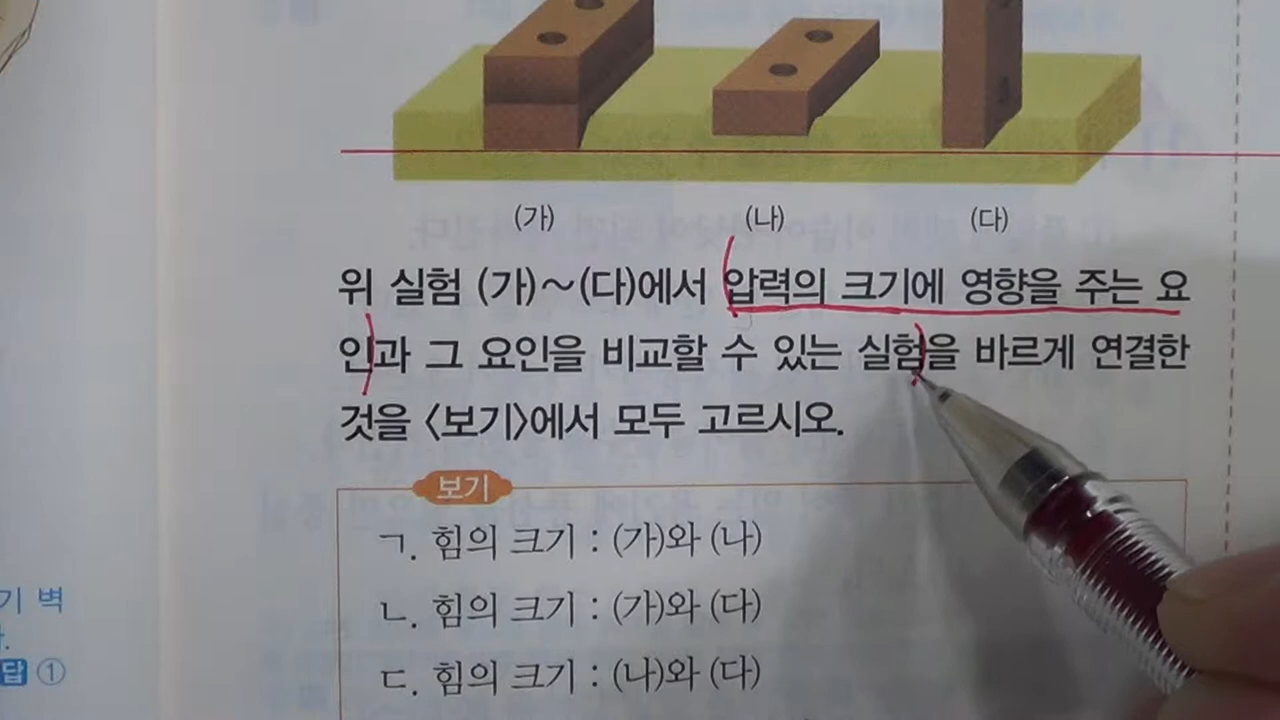 (가)
(나)
(다)
위 실험 (가)~(다)에서 압력의 크기에 영향을 주는 요
인과 그 요인을 비교할 수 있는 실험을 바르게 연결한
것을 <보기>에서 모두 고르시오.
보기
ㄱ. 힘의 크기 : (가)와 (나)
ㄴ. 힘의 크기 : (가)와 (다)
ㄷ. 힘의 크기 : (나)와 (다)
기 벽
답 ①